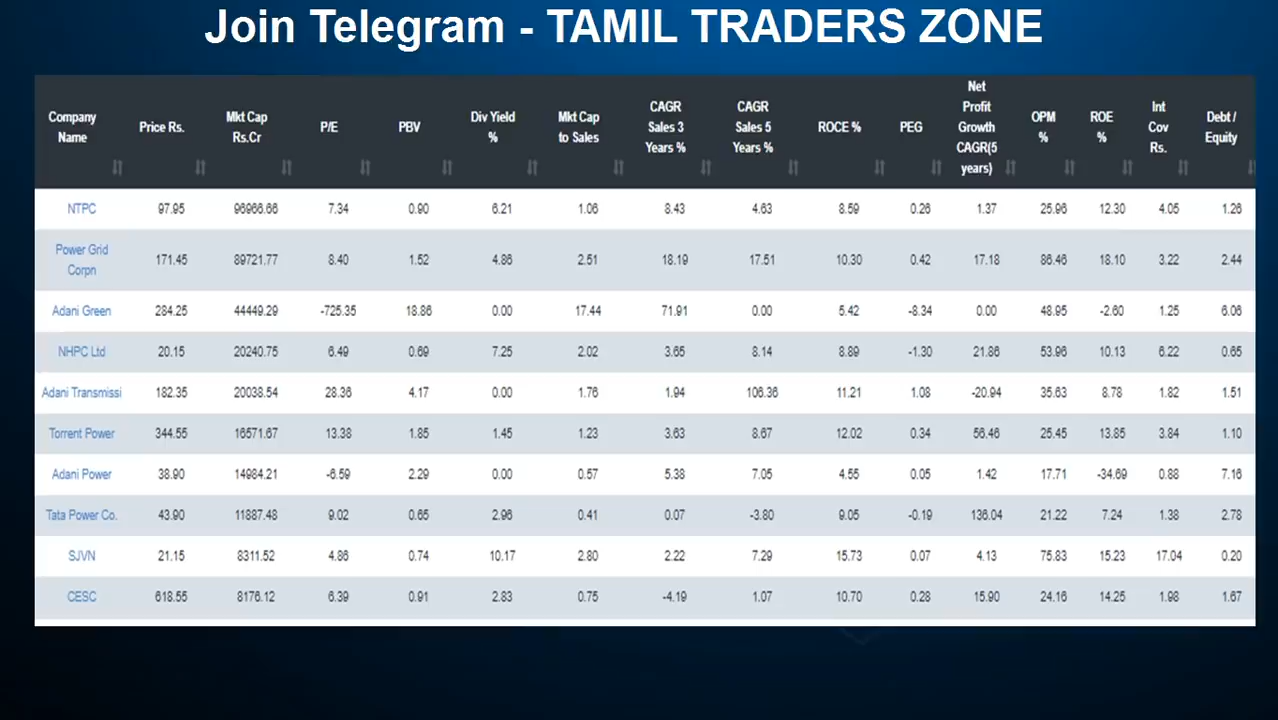 Join Telegram - TAMIL TRADERS ZONE
Company Name Price Rs. Mkt Cap Rs.Cr P/E PBV Div Yield % Mkt Cap to Sales CAGR Sales 3 Years % CAGR Sales 5 Years % ROCE % PEG Net Profit Growth CAGR(5 years) OPM % ROE % Int Cov Rs. Debt / Equity
NTPC 97.95 96966.66 7.34 0.90 6.21 1.06 8.43 4.63 8.59 0.26 1.37 25.96 12.30 4.05 1.26
Power Grid Corpn 171.45 89721.77 8.40 1.52 4.86 2.51 18.19 17.51 10.30 0.42 17.18 86.46 18.10 3.22 2.44
Adani Green 284.25 44449.29 -725.35 18.86 0.00 17.44 71.91 0.00 5.42 -8.34 0.00 48.95 -2.60 1.25 6.06
NHPC Ltd 20.15 20240.75 6.49 0.69 7.25 2.02 3.65 8.14 8.89 -1.30 21.86 53.96 10.13 6.22 0.65
Adani Transmissi 182.35 20038.54 28.36 4.17 0.00 1.76 1.94 106.36 11.21 1.08 -20.94 35.63 8.78 1.82 1.51
Torrent Power 344.55 16571.67 13.38 1.85 1.45 1.23 3.63 8.67 12.02 0.34 56.46 25.45 13.85 3.84 1.10
Adani Power 38.90 14984.21 -6.59 2.29 0.00 0.57 5.38 7.05 4.55 0.05 1.42 17.71 -34.69 0.88 7.16
Tata Power Co. 43.90 11887.48 9.02 0.65 2.96 0.41 0.07 -3.80 9.05 -0.19 136.04 21.22 7.24 1.38 2.78
SJVN 21.15 8311.52 4.86 0.74 10.17 2.80 2.22 7.29 15.73 0.07 4.13 75.83 15.23 17.04 0.20
CESC 618.55 8176.12 6.39 0.91 2.83 0.75 -4.19 1.07 10.70 0.28 15.90 24.16 14.25 1.98 1.67